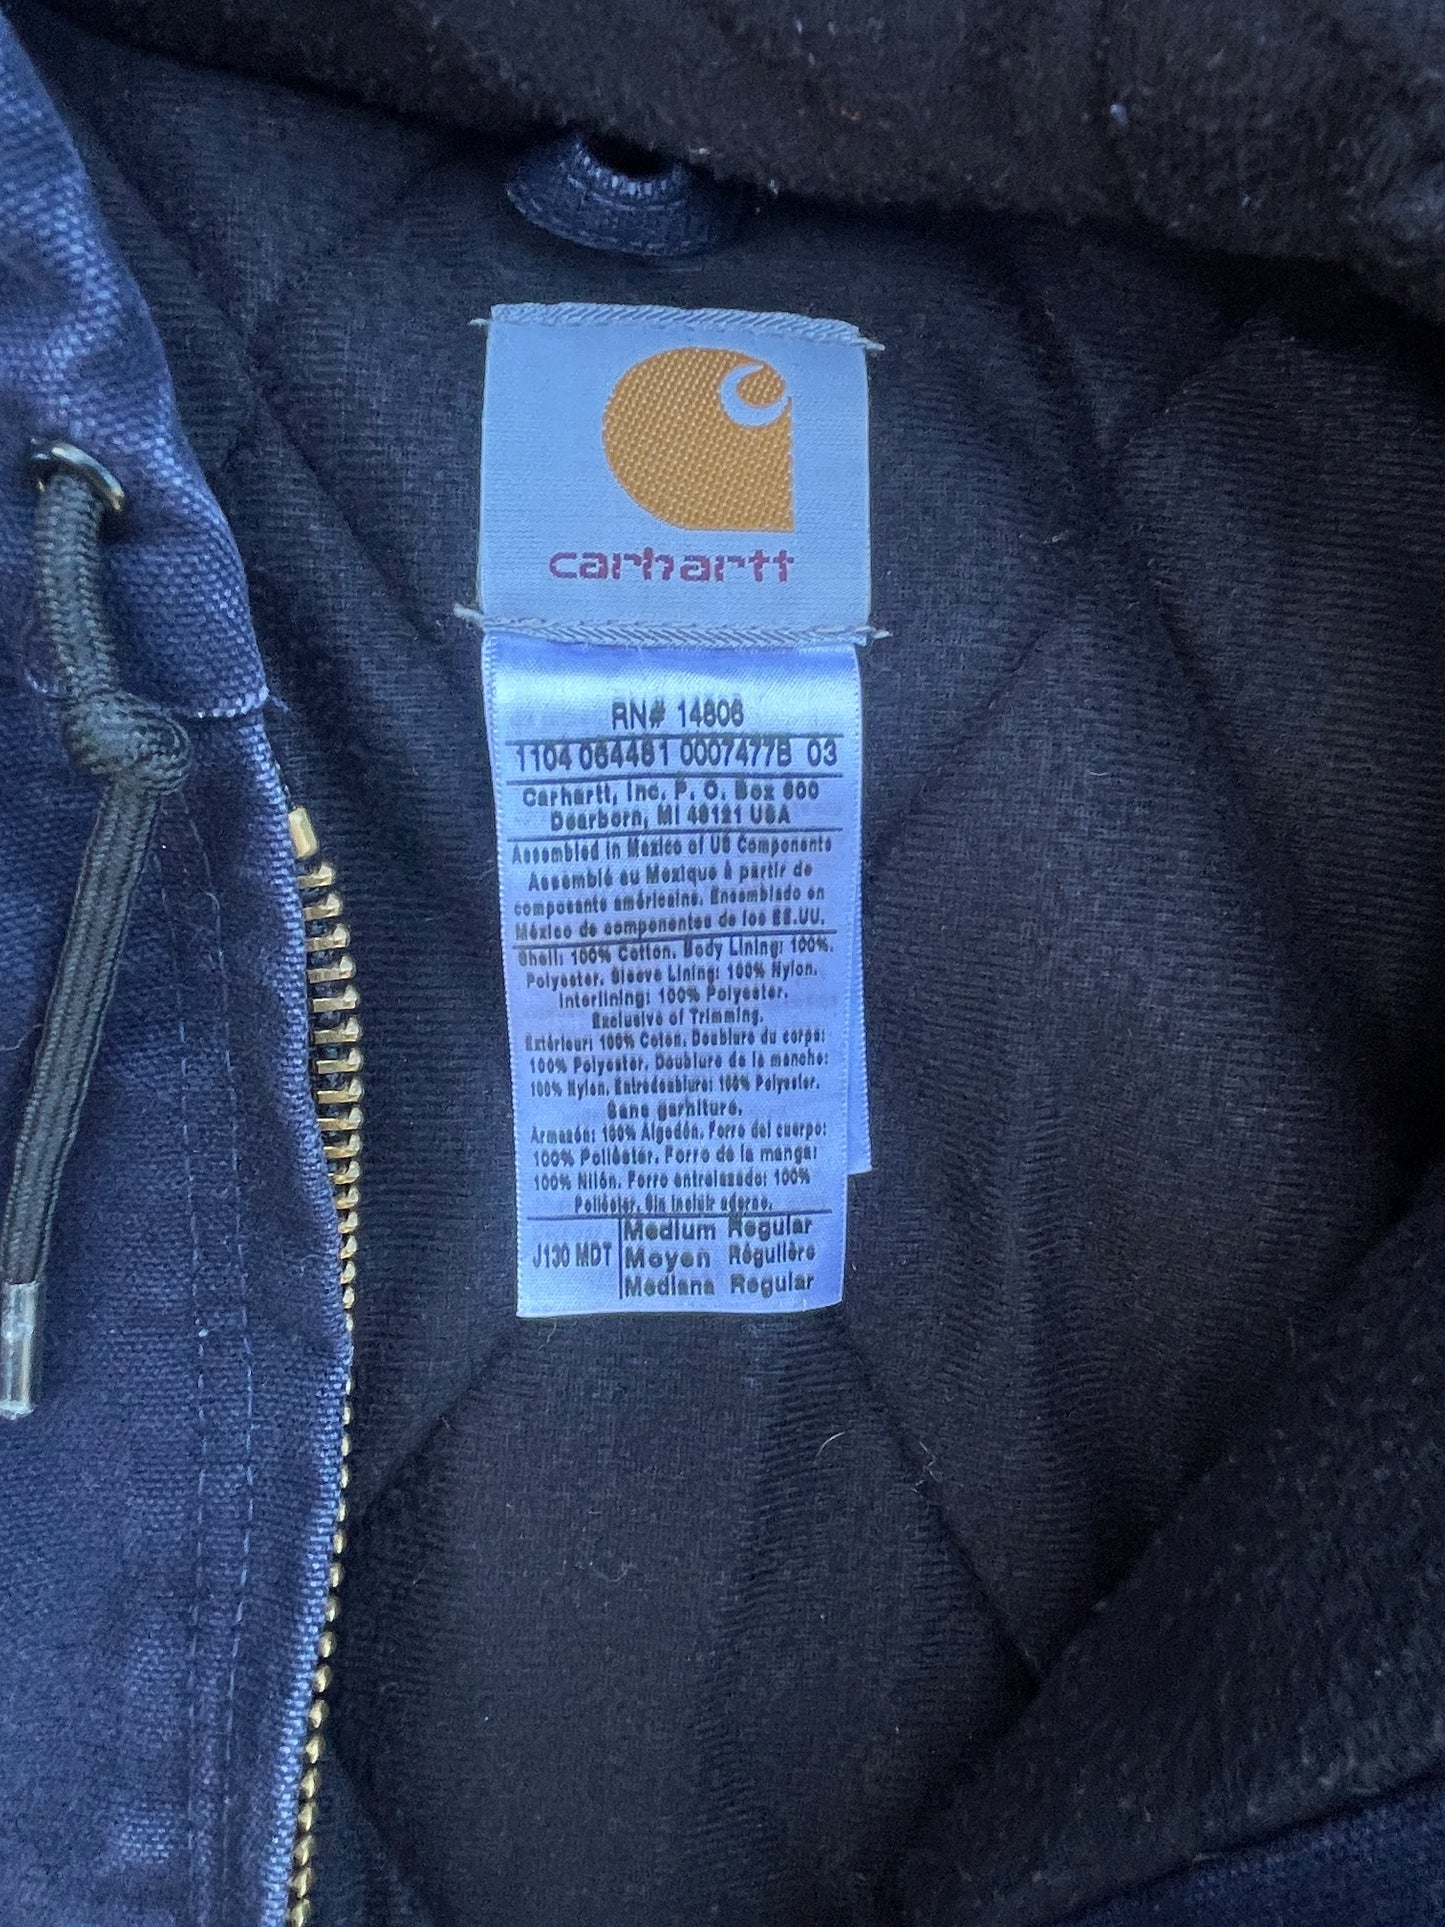 carhartt
RN# 14806
1104 064461 0007477B 03
Carhartt, Inc. P. O. Box 600
Dearborn, MI 48121 USA
Assembled in Mexico of US Components
Assemblé au Mexique à partir de
composants américains. Ensamblado en
México de componentes de los EE.UU.
Shell: 100% Cotton. Body Lining: 100%.
Polyester. Sleeve Lining: 100% Nylon.
Interlining: 100% Polyester.
Exclusive of Trimming.
Extérieur: 100% Coton. Doublure du corps:
100% Polyester. Doublure de la manche:
100% Nylon. Entredoublure: 100% Polyester.
Sans garniture.
Armazón: 100% Algodón. Forro del cuerpo:
100% Poliéster. Forro de la manga:
100% Nilón. Forro entrelazado: 100%
Poliéster. Sin incluir adorno.
J130 MDT
Medium Regular
Moyen Régulière
Mediana Regular